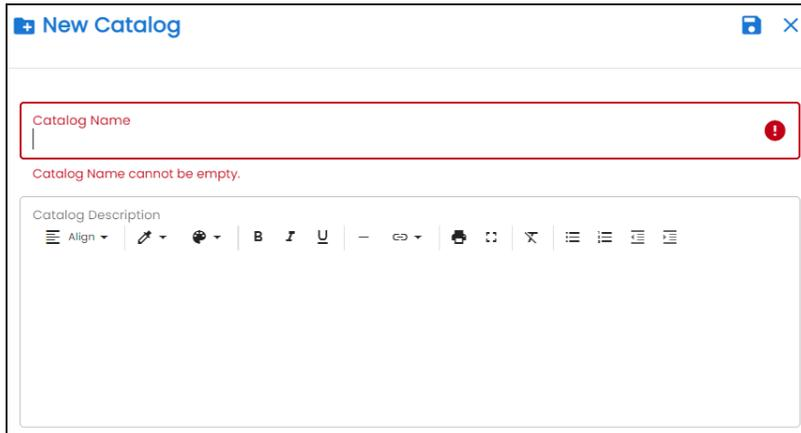 New Catalog
Catalog Name
Catalog Name cannot be empty.
Catalog Description
Align
B I U